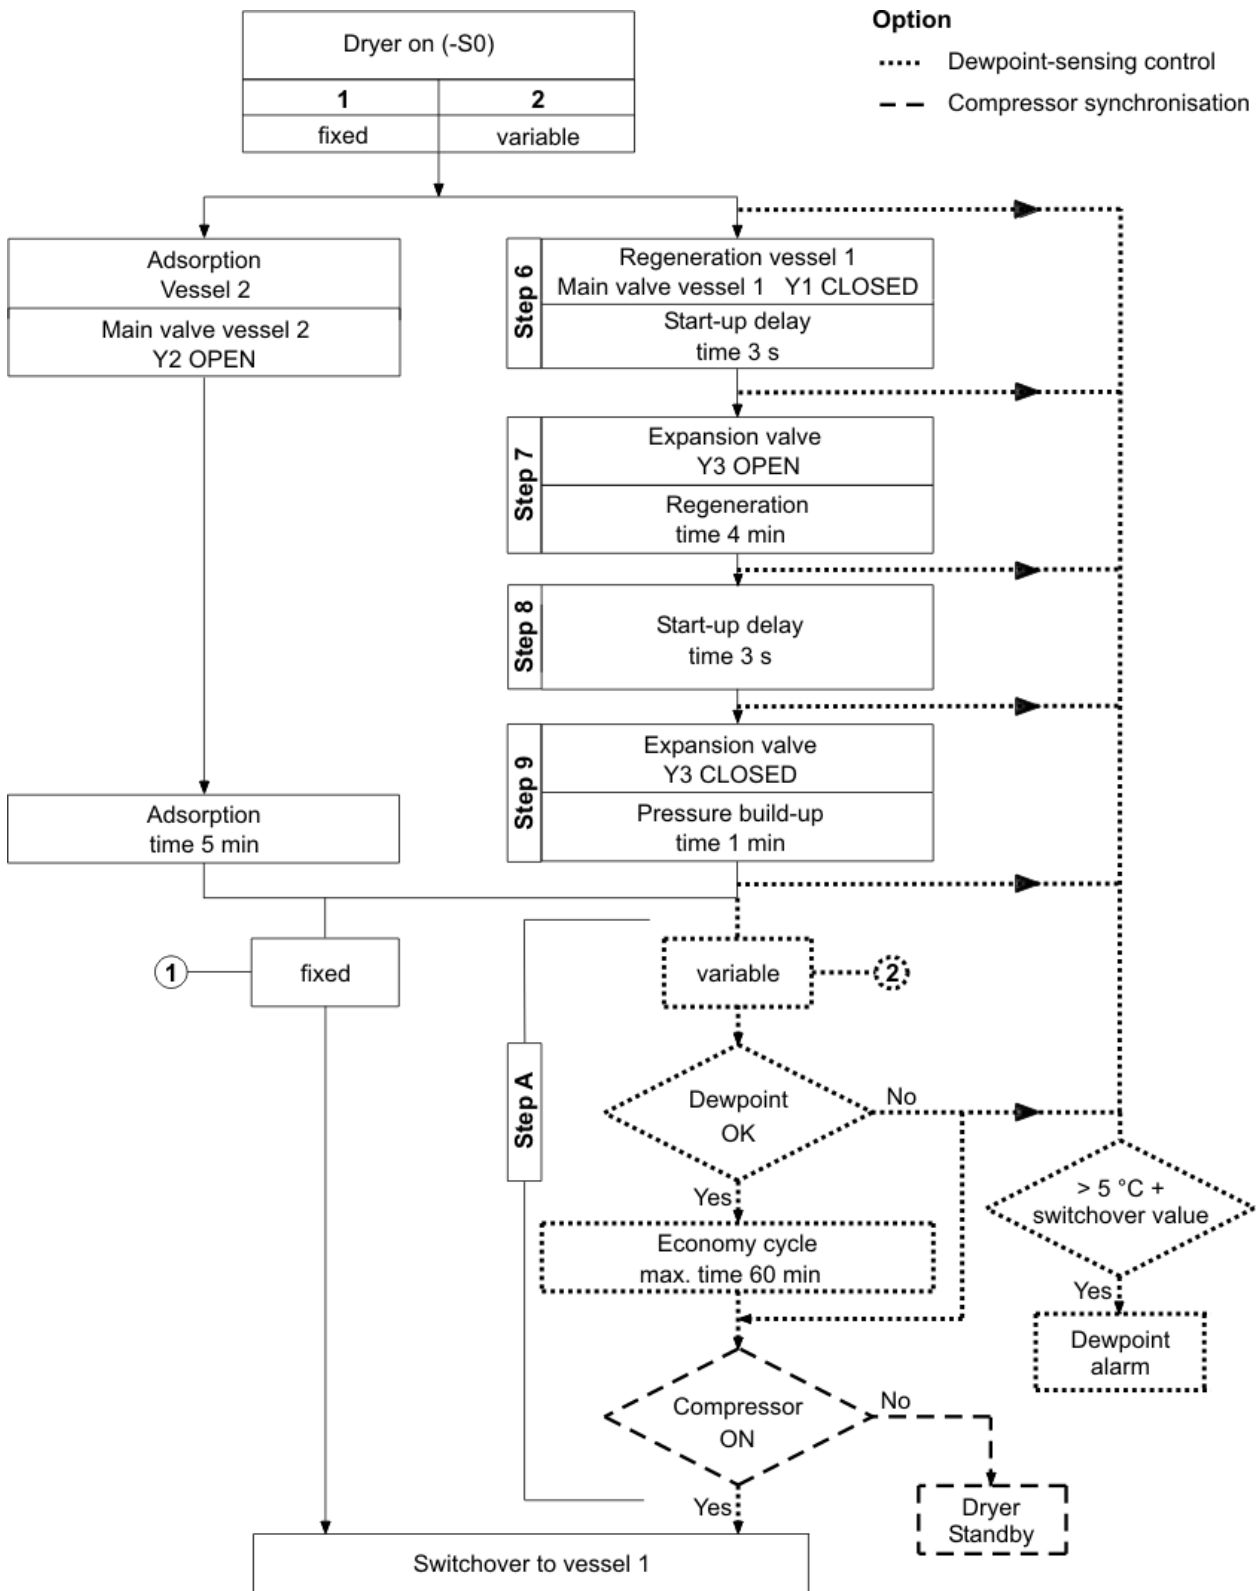 Option
Dewpoint-sensing control
Compressor synchronisation
Dryer on (-S0)
1
2
fixed
variable
Adsorption
Vessel 2
Main valve vessel 2
Y2 OPEN
Step 6
Regeneration vessel 1
Main valve vessel 1 Y1 CLOSED
Start-up delay
time 3 s
Step 7
Expansion valve
Y3 OPEN
Regeneration
time 4 min
Step 8
Start-up delay
time 3 s
Step 9
Expansion valve
Y3 CLOSED
Pressure build-up
time 1 min
Adsorption
time 5 min
1
fixed
variable
2
Step A
Dewpoint
OK
No
Yes
> 5 °C +
switchover value
Yes
Dewpoint
alarm
Economy cycle
max. time 60 min
Compressor
ON
No
Yes
Dryer
Standby
Switchover to vessel 1